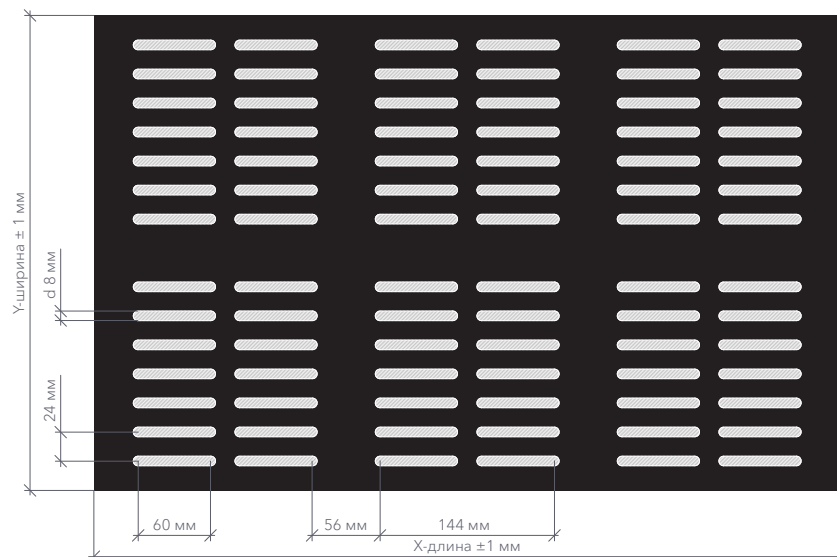 Y-ширина ± 1 мм
d 8 мм
24 мм
60 мм
56 мм
144 мм
X-длина ±1 мм